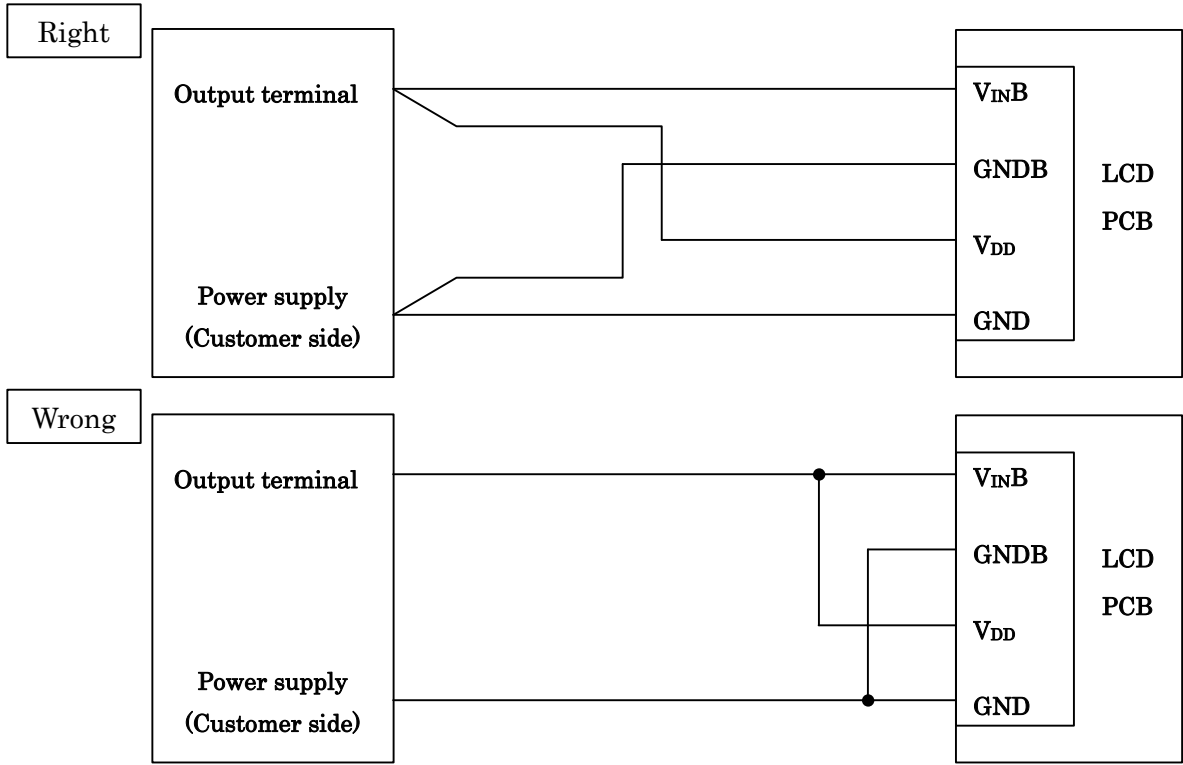 Right
Output terminal
Power supply
(Customer side)
VINB
GNDB
VDD
GND
LCD
PCB
Wrong
Output terminal
Power supply
(Customer side)
VINB
GNDB
VDD
GND
LCD
PCB